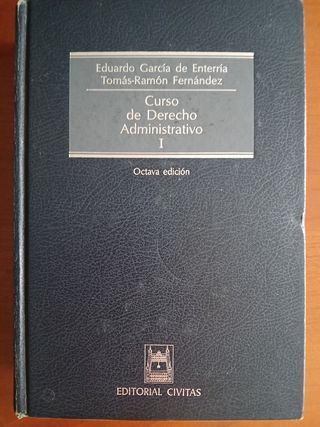 Eduardo García de Enterría
Tomás-Ramón Fernández
Curso
de Derecho
Administrativo
I
Octava edición
EDITORIAL CIVITAS